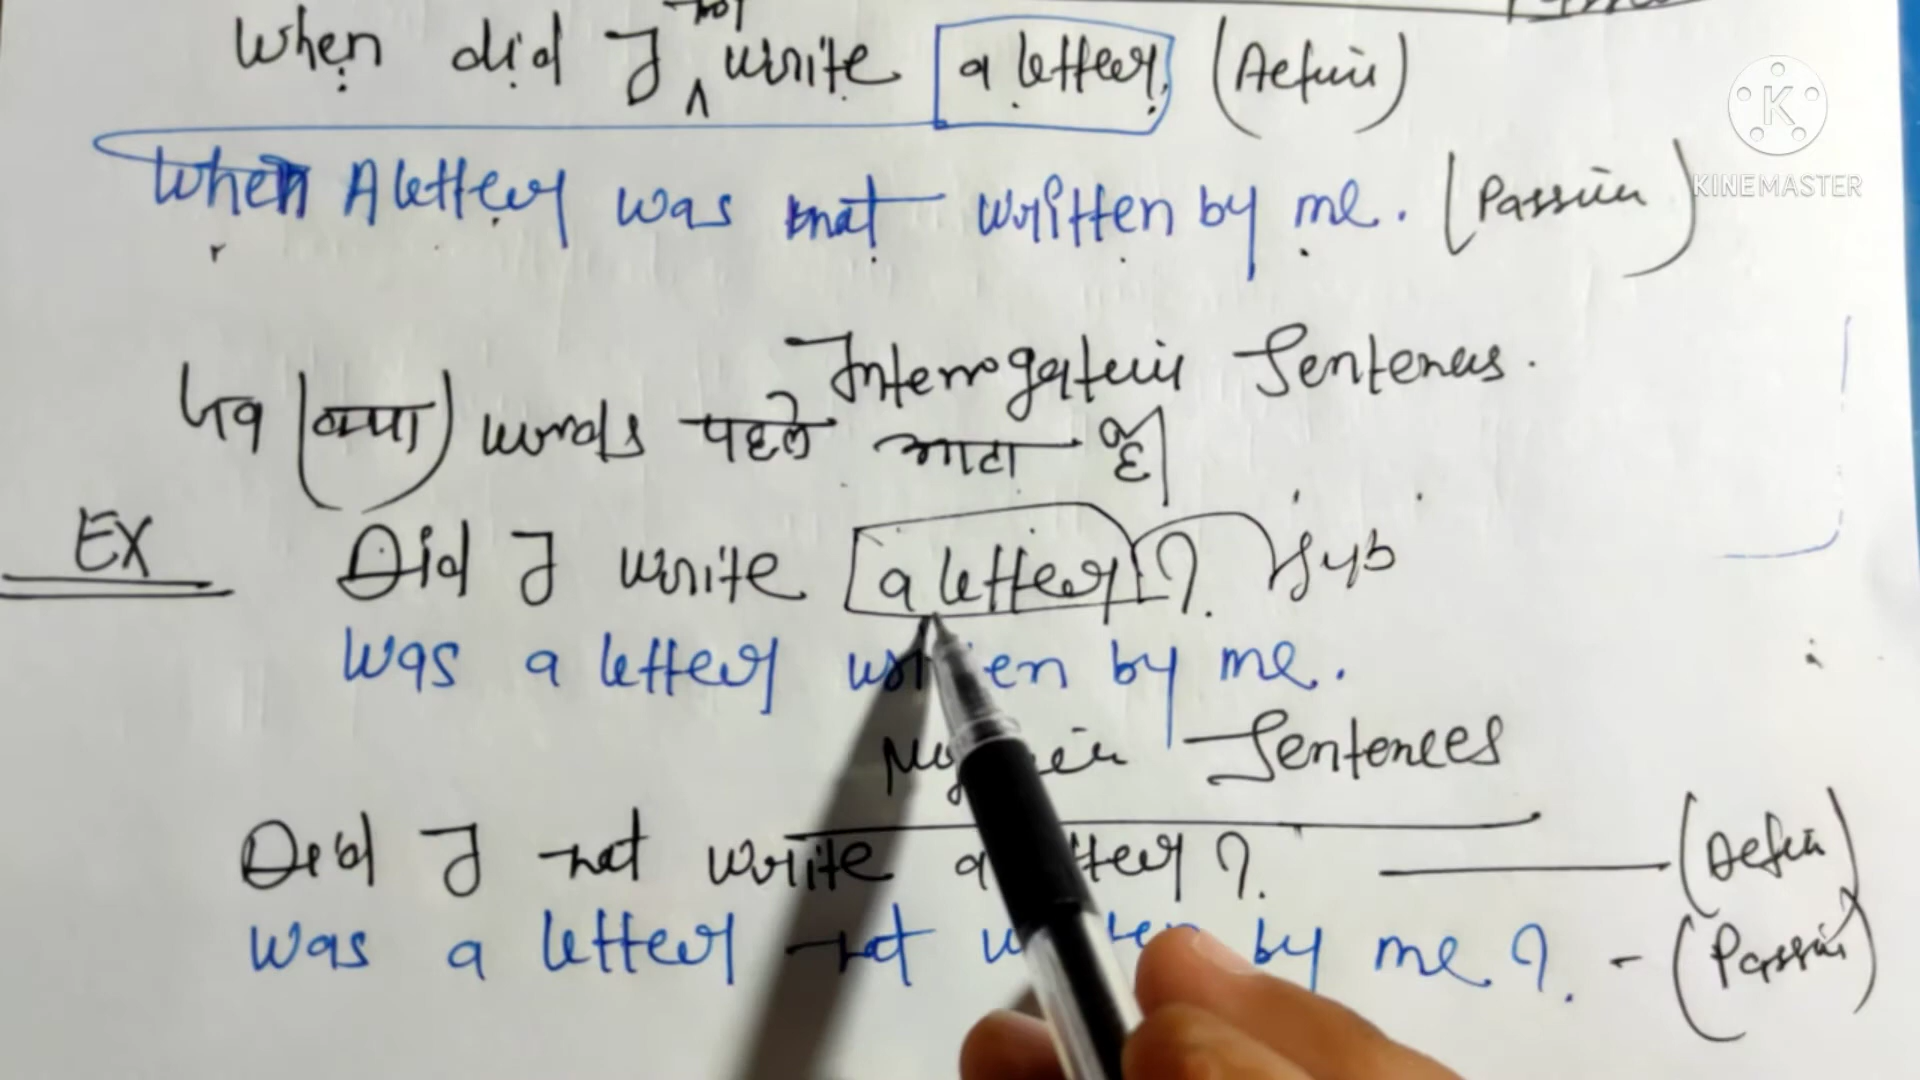 not
When did I ʌ write a letter. (Active)
When A letter was not written by me. (Passive)
KINEMASTER
Interrogative Sentences.
जब (क्या) words पहले आता है।
EX Did I write a letter? Sub
Was a letter written by me.
Sentences
Did I not write a letter? (Active)
Was a letter not written by me? - (Passive)